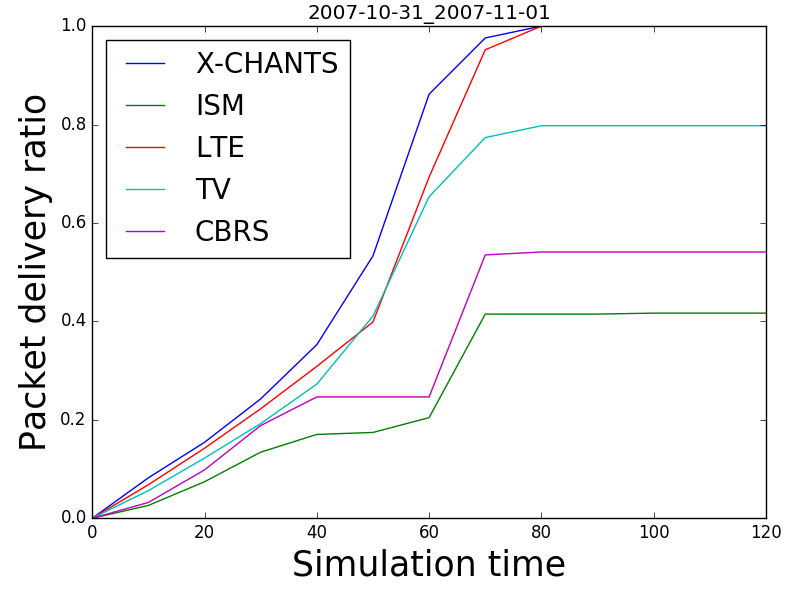 2007-10-31_2007-11-01
1.0
0.8
0.6
0.4
0.2
0.0
Packet delivery ratio
X-CHANTS
ISM
LTE
TV
CBRS
0 20 40 60 80 100 120
Simulation time